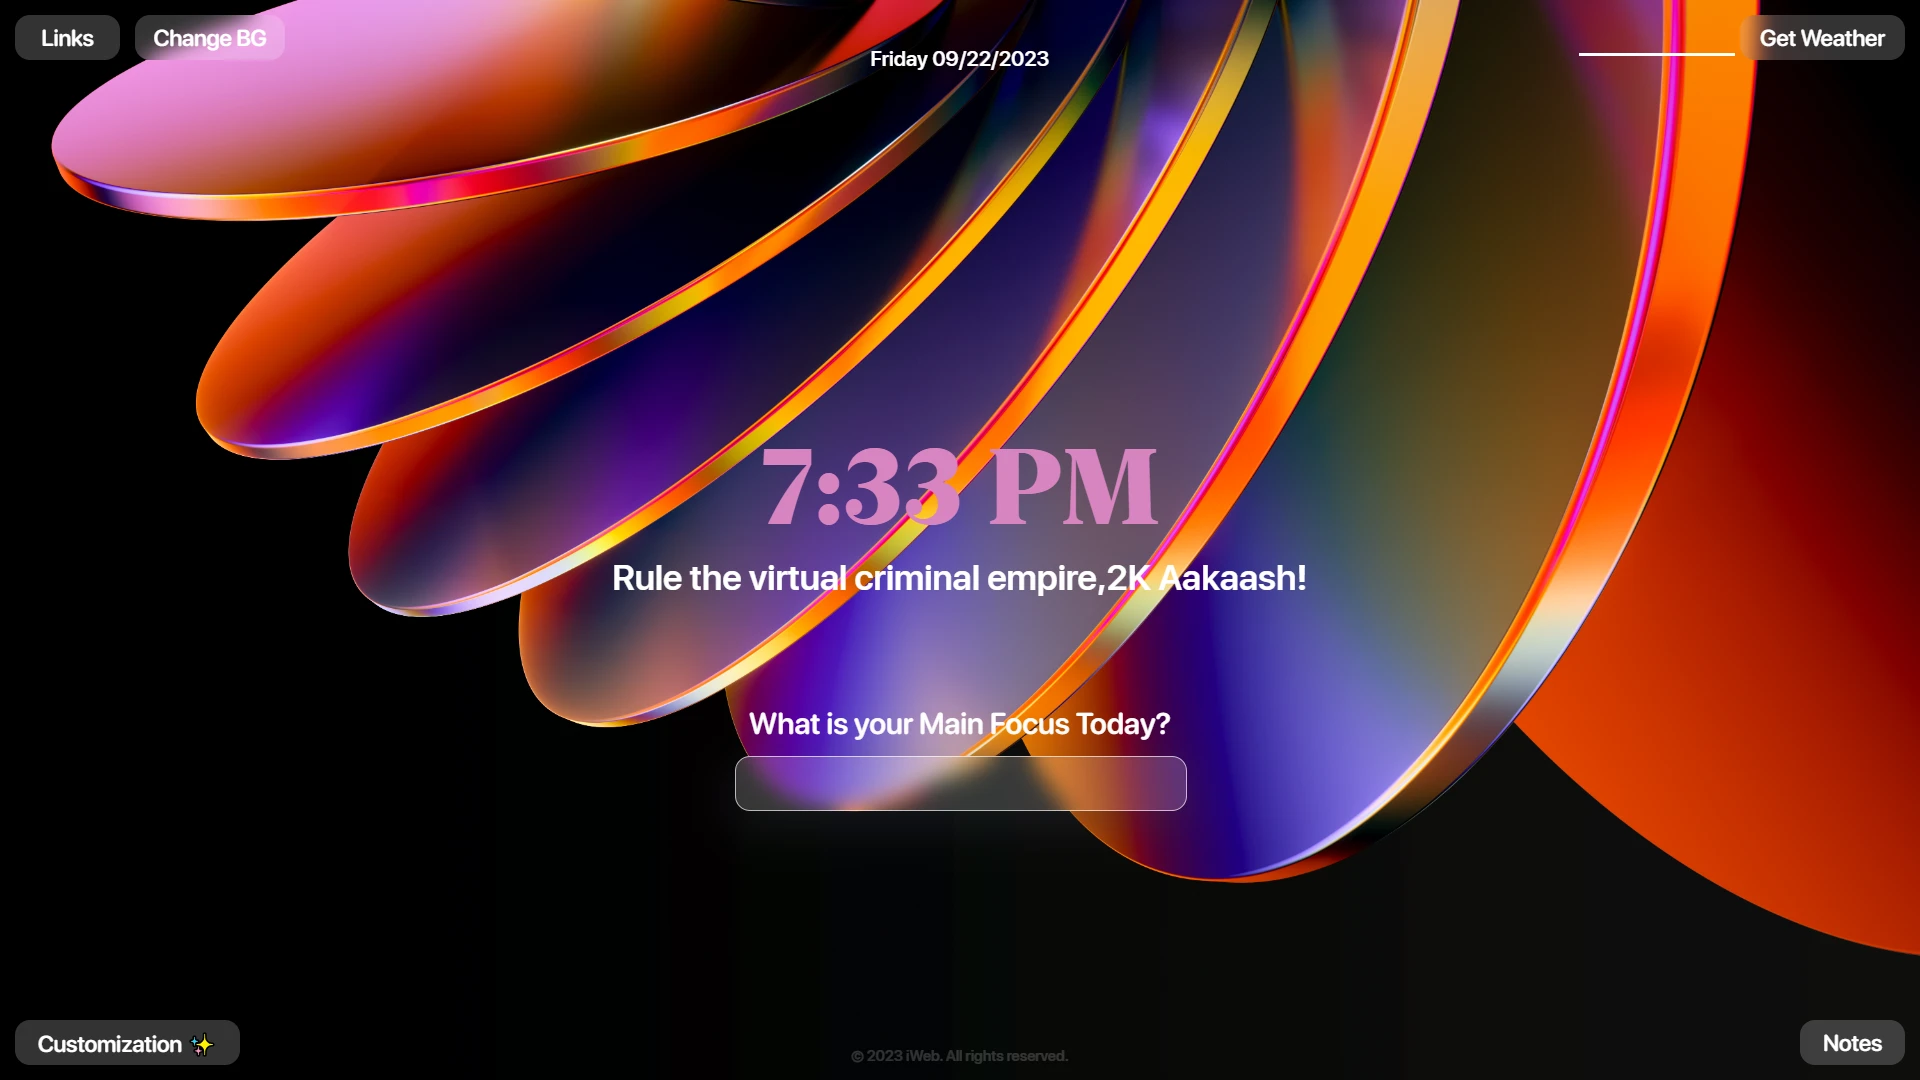 Links
Change BG
Friday 09/22/2023
Get Weather
7:33 PM
Rule the virtual criminal empire,2K Aakaash!
What is your Main Focus Today?
Customization ✨
© 2023 iWeb. All rights reserved.
Notes